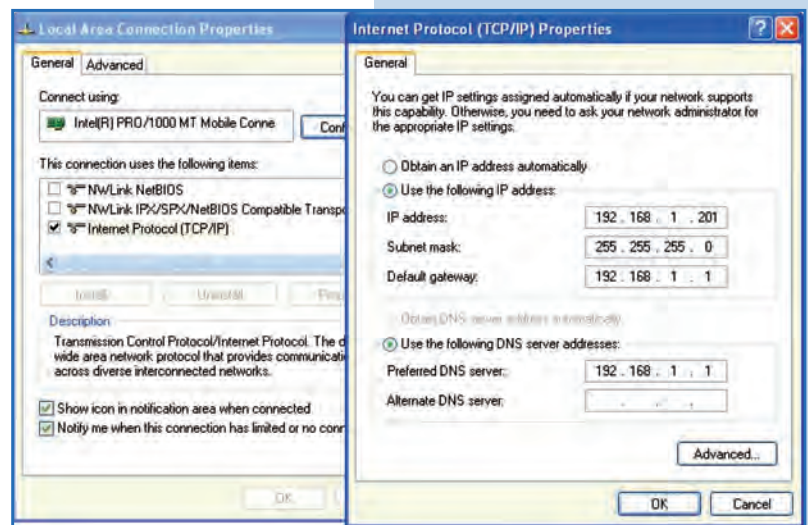 Local Area Connection Properties
General Advanced
Connect using:
Intel(R) PRO/1000 MT Mobile Conne
Conf
This connection uses the following items:
NWLink NetBIOS
NWLink IPX/SPX/NetBIOS Compatible Transpo
Internet Protocol (TCP/IP)
Install... Uninstall
Description
Transmission Control Protocol/Internet Protocol. The d
wide area network protocol that provides communicati
across diverse interconnected networks.
Show icon in notification area when connected
Notify me when this connection has limited or no conn
OK
Internet Protocol (TCP/IP) Properties
General
You can get IP settings assigned automatically if your network supports
this capability. Otherwise, you need to ask your network administrator for
the appropriate IP settings.
Obtain an IP address automatically
Use the following IP address:
IP address: 192 . 168 . 1 . 201
Subnet mask: 255 . 255 . 255 . 0
Default gateway: 192 . 168 . 1 . 1
Obtain DNS server address automatically
Use the following DNS server addresses:
Preferred DNS server: 192 . 168 . 1 . 1
Alternate DNS server: . . .
Advanced...
OK Cancel